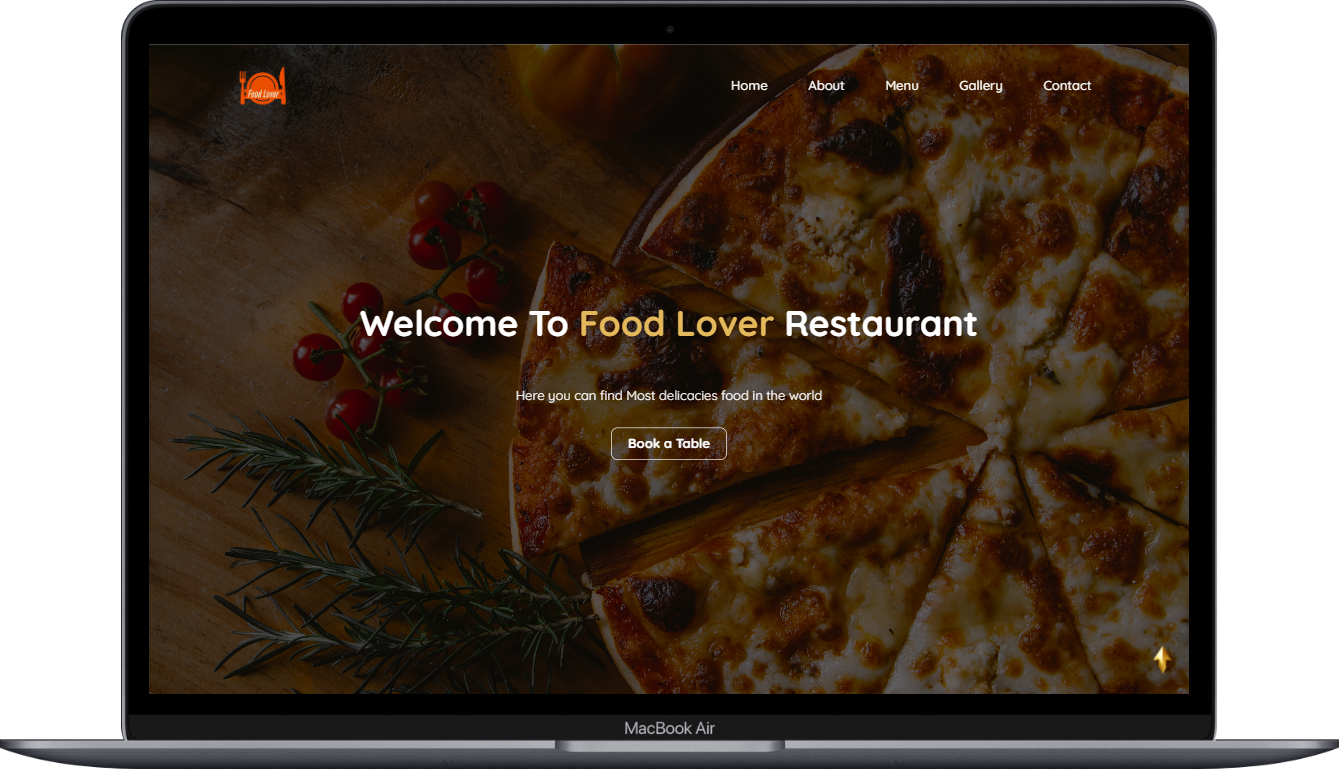 Food Lover
Home About Menu Gallery Contact
Welcome To Food Lover Restaurant
Here you can find Most delicacies food in the world
Book a Table
MacBook Air